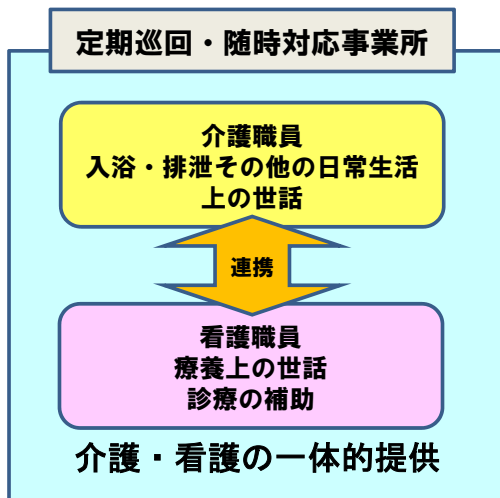 定期巡回・随時対応事業所
介護職員
入浴・排泄その他の日常生活
上の世話
連携
看護職員
療養上の世話
診療の補助
介護・看護の一体的提供